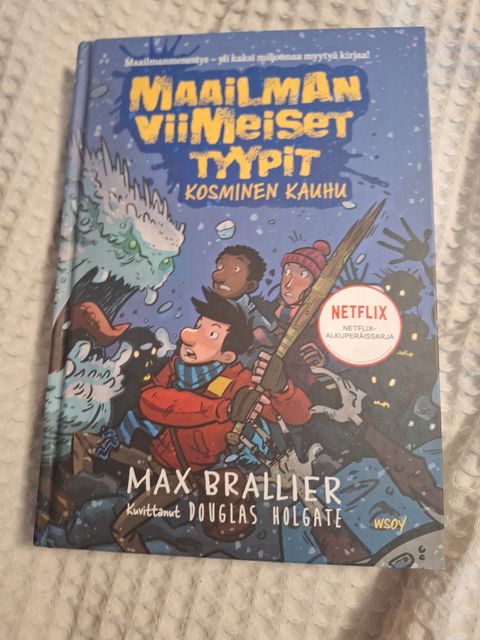 Maailmanmenestys – yli kaksi miljoonaa myytyä kirjaa!
MAAILMAN
VIIMEISET
TYYPIT
KOSMINEN KAUHU
NETFLIX
NETFLIX-
ALKUPERÄISSARJA
MAX BRALLIER
Kuvittanut DOUGLAS HOLGATE
WSOY